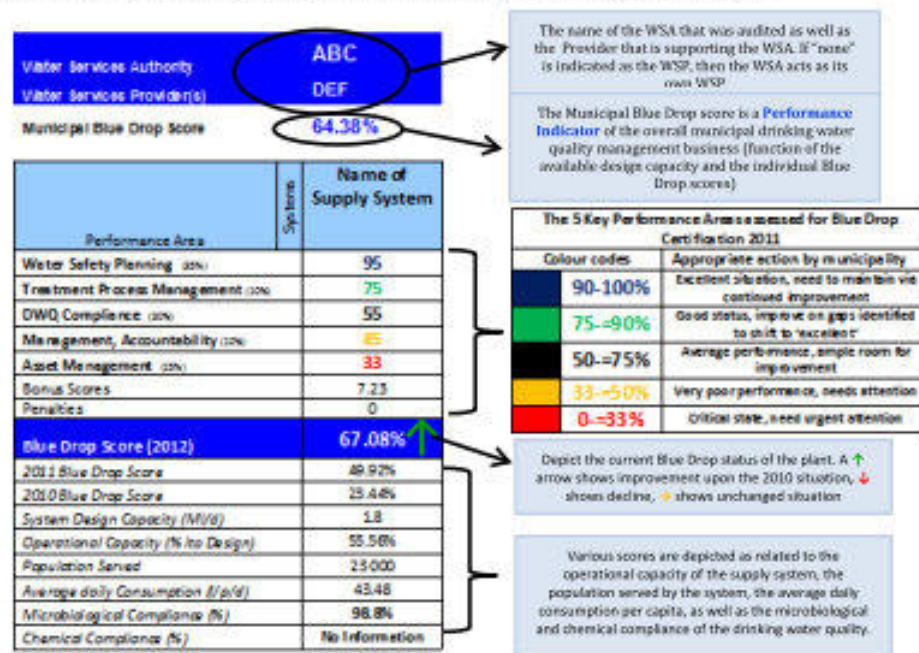 Water Services Authority
ABC
Water Services Provider(s)
DEF
Municipal Blue Drop Score
64.38%
The name of the WSA that was audited as well as
the Provider that is supporting the WSA. If "none"
is indicated as the WSP, then the WSA acts as its
own WSP
The Municipal Blue Drop score is a Performance
Indicator of the overall municipal drinking water
quality management business (function of the
available design capacity and the individual Blue
Drop scores)
Performance Area
Systems
Name of
Supply System
Water Safety Planning (35%)
95
Treatment Process Management (10%)
75
DWQ Compliance (30%)
55
Management, Accountability (10%)
Asset Management (15%)
33
Bonus Scores
7.23
Penalties
0
Blue Drop Score (2012)
67.08%
2011 Blue Drop Score
49.92%
2010 Blue Drop Score
23.44%
System Design Capacity (Ml/d)
1.8
Operational Capacity (% ito Design)
55.56%
Population Served
23 000
Average daily Consumption (l/p/d)
43.48
Microbiological Compliance (%)
98.8%
Chemical Compliance (%)
No Information
The 5 Key Performance Areas assessed for Blue Drop
Certification 2011
Colour codes
Appropriate action by municipality
90-100%
Excellent situation, need to maintain via
continued improvement
75-=90%
Good status, improve on gaps identified
to shift to 'excellent'
50-=75%
Average performance, ample room for
improvement
33-=50%
Very poor performance, needs attention
0-=33%
Critical state, need urgent attention
Depict the current Blue Drop status of the plant. A ↑
arrow shows improvement upon the 2010 situation, ↓
shows decline, → shows unchanged situation
Various scores are depicted as related to the
operational capacity of the supply system, the
population served by the system, the average daily
consumption per capita, as well as the microbiological
and chemical compliance of the drinking water quality.